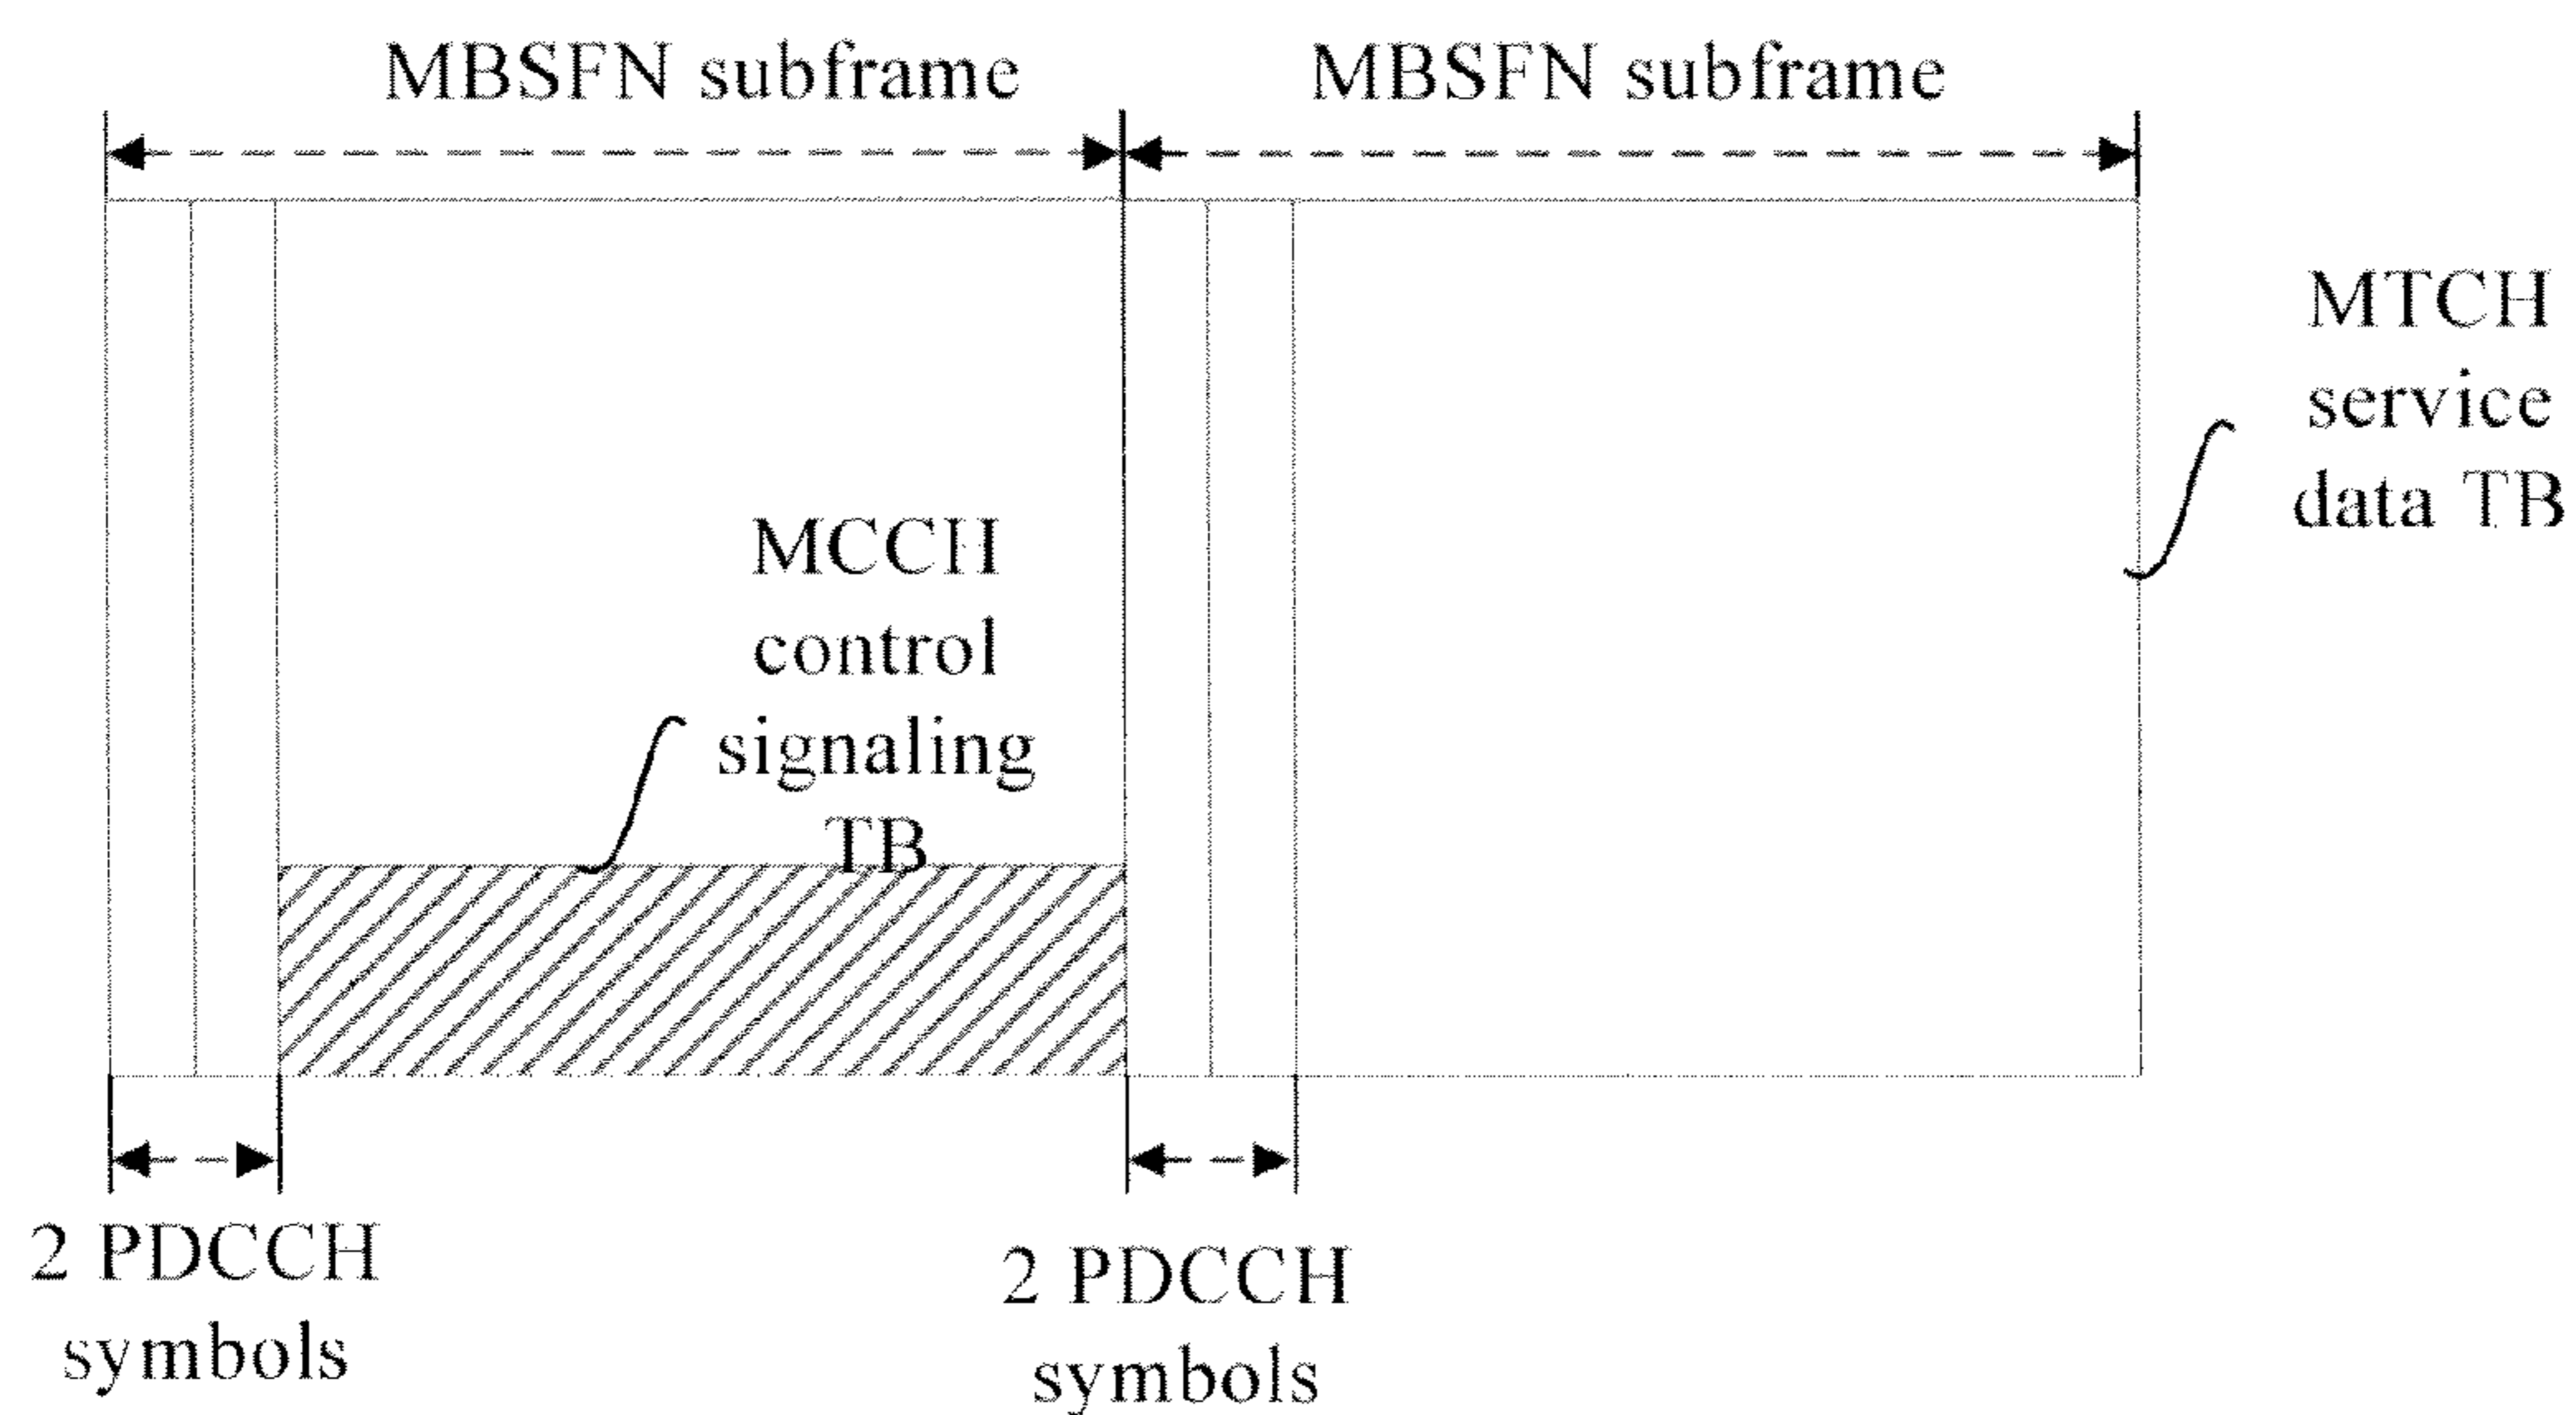 MBSFN subframe
MBSFN subframe
MTCH
service
data TB
MCCH
control
signaling
TB
2 PDCCH
symbols
2 PDCCH
symbols